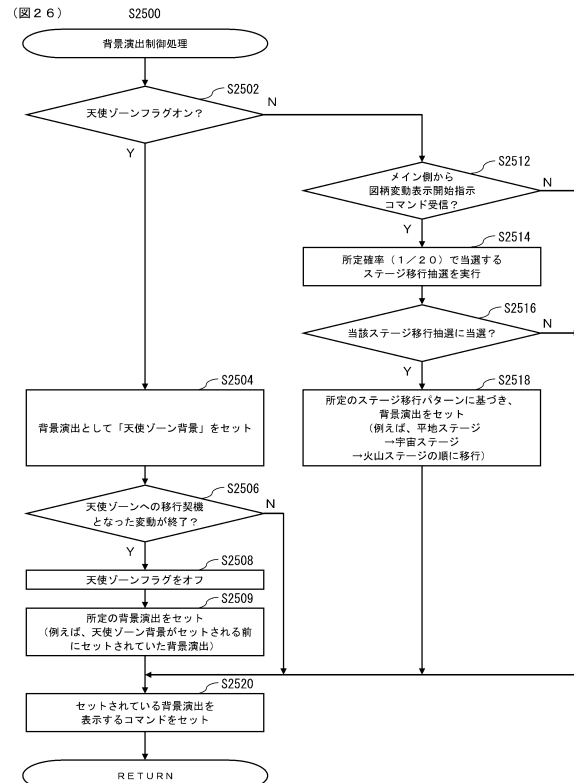 （図２６）
S2500
背景演出制御処理
S2502
天使ゾーンフラグオン？
N
Y
S2512
メイン側から
図柄変動表示開始指示
コマンド受信？
N
Y
S2514
所定確率（１／２０）で当選する
ステージ移行抽選を実行
S2516
当該ステージ移行抽選に当選？
N
Y
S2504
背景演出として「天使ゾーン背景」をセット
S2518
所定のステージ移行パターンに基づき、
背景演出をセット
（例えば、平地ステージ
→宇宙ステージ
→火山ステージの順に移行）
S2506
天使ゾーンへの移行契機
となった変動が終了？
N
Y
S2508
天使ゾーンフラグをオフ
S2509
所定の背景演出をセット
（例えば、天使ゾーン背景がセットされる前
にセットされていた背景演出）
S2520
セットされている背景演出を
表示するコマンドをセット
ＲＥＴＵＲＮ